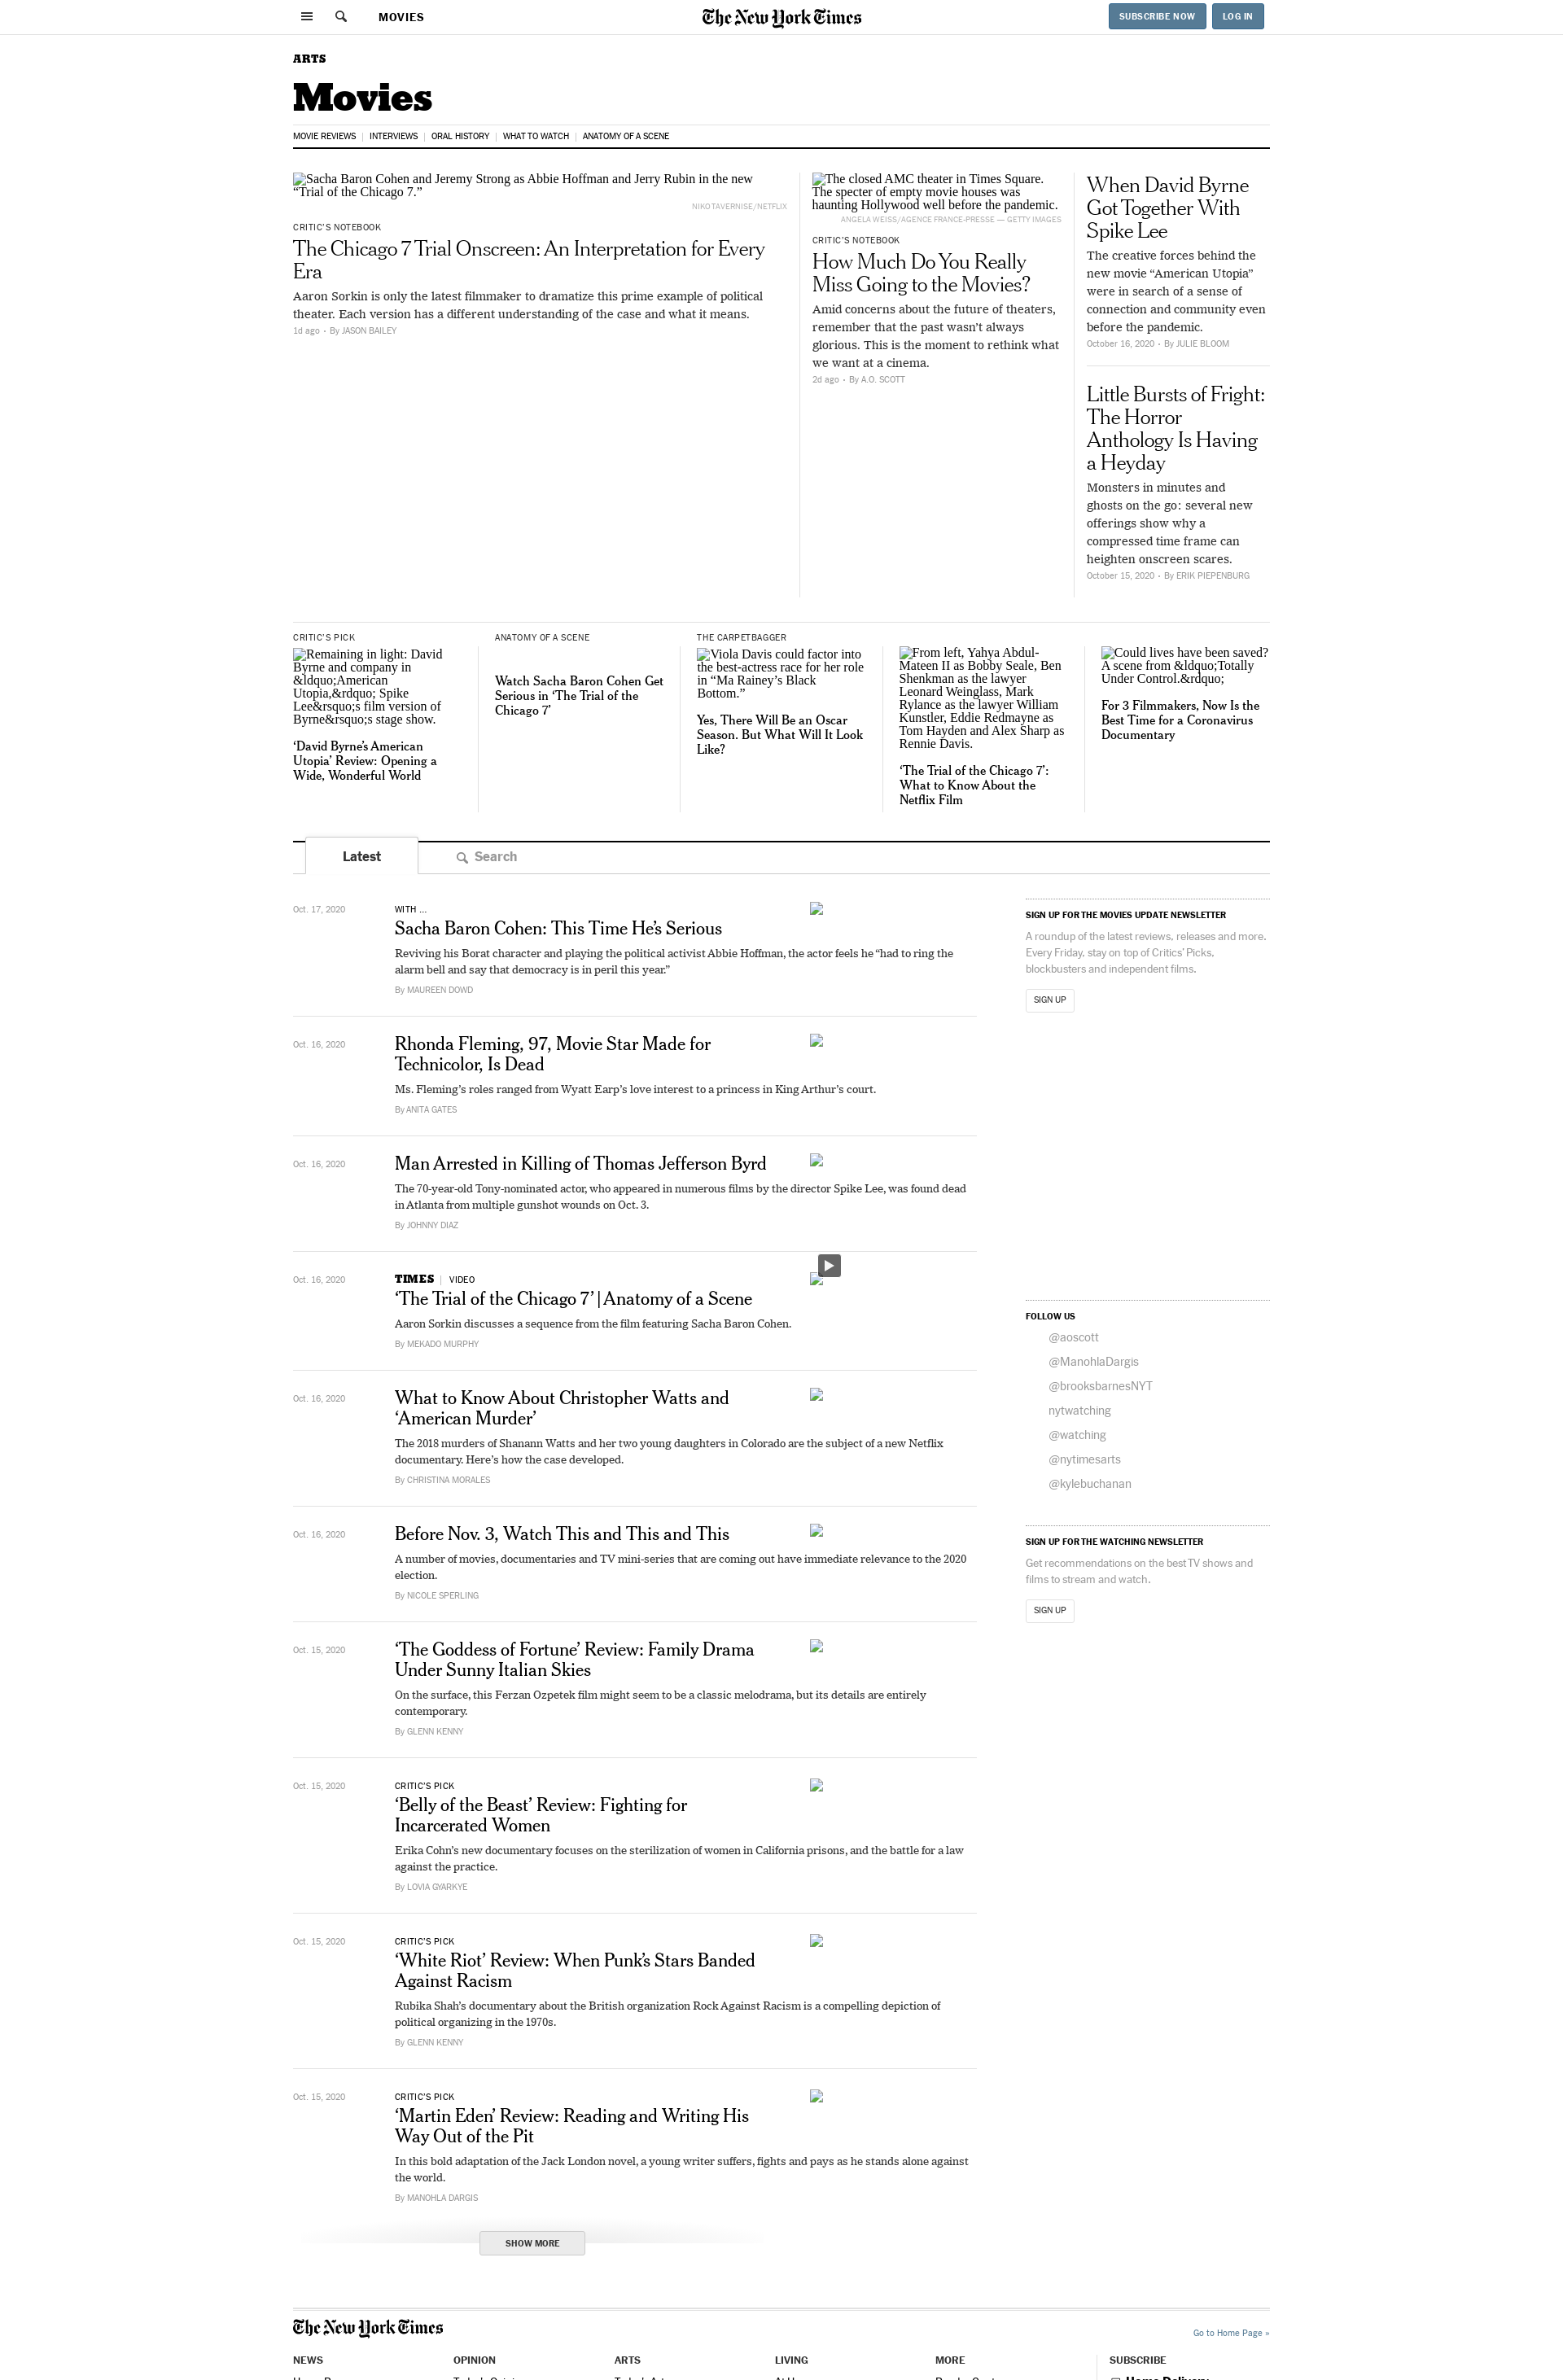 MOVIES
The New York Times
SUBSCRIBE NOW
LOG IN
ARTS
Movies
MOVIE REVIEWS
INTERVIEWS
ORAL HISTORY
WHAT TO WATCH
ANATOMY OF A SCENE
Sacha Baron Cohen and Jeremy Strong as Abbie Hoffman and Jerry Rubin in the new
“Trial of the Chicago 7.”
NIKO TAVERNISE/NETFLIX
CRITIC’S NOTEBOOK
The Chicago 7 Trial Onscreen: An Interpretation for Every
Era
Aaron Sorkin is only the latest filmmaker to dramatize this prime example of political
theater. Each version has a different understanding of the case and what it means.
1d ago • By JASON BAILEY
The closed AMC theater in Times Square.
The specter of empty movie houses was
haunting Hollywood well before the pandemic.
ANGELA WEISS/AGENCE FRANCE-PRESSE — GETTY IMAGES
CRITIC’S NOTEBOOK
How Much Do You Really
Miss Going to the Movies?
Amid concerns about the future of theaters,
remember that the past wasn’t always
glorious. This is the moment to rethink what
we want at a cinema.
2d ago • By A.O. SCOTT
When David Byrne
Got Together With
Spike Lee
The creative forces behind the
new movie “American Utopia”
were in search of a sense of
connection and community even
before the pandemic.
October 16, 2020 • By JULIE BLOOM
Little Bursts of Fright:
The Horror
Anthology Is Having
a Heyday
Monsters in minutes and
ghosts on the go: several new
offerings show why a
compressed time frame can
heighten onscreen scares.
October 15, 2020 • By ERIK PIEPENBURG
CRITIC’S PICK
Remaining in light: David
Byrne and company in
&ldquo;American
Utopia,&rdquo; Spike
Lee&rsquo;s film version of
Byrne&rsquo;s stage show.
‘David Byrne’s American
Utopia’ Review: Opening a
Wide, Wonderful World
ANATOMY OF A SCENE
Watch Sacha Baron Cohen Get
Serious in ‘The Trial of the
Chicago 7’
THE CARPETBAGGER
Viola Davis could factor into
the best-actress race for her role
in “Ma Rainey’s Black
Bottom.”
Yes, There Will Be an Oscar
Season. But What Will It Look
Like?
From left, Yahya Abdul-
Mateen II as Bobby Seale, Ben
Shenkman as the lawyer
Leonard Weinglass, Mark
Rylance as the lawyer William
Kunstler, Eddie Redmayne as
Tom Hayden and Alex Sharp as
Rennie Davis.
‘The Trial of the Chicago 7’:
What to Know About the
Netflix Film
Could lives have been saved?
A scene from &ldquo;Totally
Under Control.&rdquo;
For 3 Filmmakers, Now Is the
Best Time for a Coronavirus
Documentary
Latest
Search
Oct. 17, 2020
WITH ...
Sacha Baron Cohen: This Time He’s Serious
Reviving his Borat character and playing the political activist Abbie Hoffman, the actor feels he “had to ring the
alarm bell and say that democracy is in peril this year.”
By MAUREEN DOWD
Oct. 16, 2020
Rhonda Fleming, 97, Movie Star Made for
Technicolor, Is Dead
Ms. Fleming’s roles ranged from Wyatt Earp’s love interest to a princess in King Arthur’s court.
By ANITA GATES
Oct. 16, 2020
Man Arrested in Killing of Thomas Jefferson Byrd
The 70-year-old Tony-nominated actor, who appeared in numerous films by the director Spike Lee, was found dead
in Atlanta from multiple gunshot wounds on Oct. 3.
By JOHNNY DIAZ
Oct. 16, 2020
TIMES | VIDEO
‘The Trial of the Chicago 7’ | Anatomy of a Scene
Aaron Sorkin discusses a sequence from the film featuring Sacha Baron Cohen.
By MEKADO MURPHY
Oct. 16, 2020
What to Know About Christopher Watts and
‘American Murder’
The 2018 murders of Shanann Watts and her two young daughters in Colorado are the subject of a new Netflix
documentary. Here’s how the case developed.
By CHRISTINA MORALES
Oct. 16, 2020
Before Nov. 3, Watch This and This and This
A number of movies, documentaries and TV mini-series that are coming out have immediate relevance to the 2020
election.
By NICOLE SPERLING
Oct. 15, 2020
‘The Goddess of Fortune’ Review: Family Drama
Under Sunny Italian Skies
On the surface, this Ferzan Ozpetek film might seem to be a classic melodrama, but its details are entirely
contemporary.
By GLENN KENNY
Oct. 15, 2020
CRITIC’S PICK
‘Belly of the Beast’ Review: Fighting for
Incarcerated Women
Erika Cohn’s new documentary focuses on the sterilization of women in California prisons, and the battle for a law
against the practice.
By LOVIA GYARKYE
Oct. 15, 2020
CRITIC’S PICK
‘White Riot’ Review: When Punk’s Stars Banded
Against Racism
Rubika Shah’s documentary about the British organization Rock Against Racism is a compelling depiction of
political organizing in the 1970s.
By GLENN KENNY
Oct. 15, 2020
CRITIC’S PICK
‘Martin Eden’ Review: Reading and Writing His
Way Out of the Pit
In this bold adaptation of the Jack London novel, a young writer suffers, fights and pays as he stands alone against
the world.
By MANOHLA DARGIS
SHOW MORE
SIGN UP FOR THE MOVIES UPDATE NEWSLETTER
A roundup of the latest reviews, releases and more.
Every Friday, stay on top of Critics’ Picks,
blockbusters and independent films.
SIGN UP
FOLLOW US
@aoscott
@ManohlaDargis
@brooksbarnesNYT
nytwatching
@watching
@nytimesarts
@kylebuchanan
SIGN UP FOR THE WATCHING NEWSLETTER
Get recommendations on the best TV shows and
films to stream and watch.
SIGN UP
The New York Times
Go to Home Page »
NEWS
OPINION
ARTS
LIVING
MORE
SUBSCRIBE